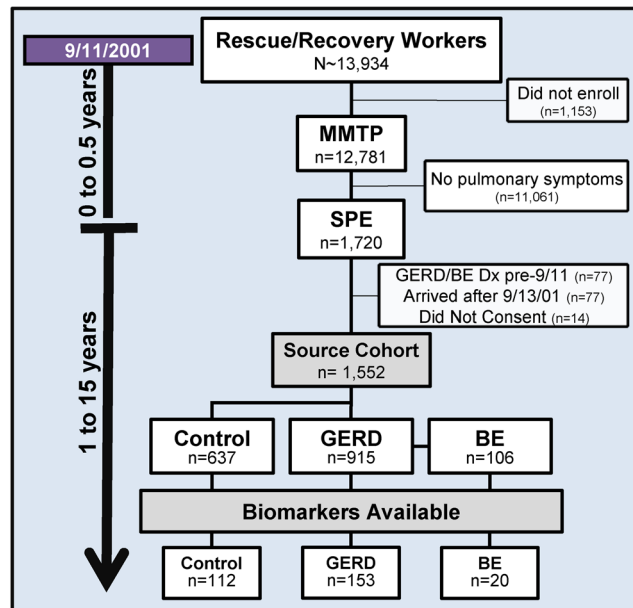 9/11/2001
Rescue/Recovery Workers
N~13,934
Did not enroll
(n=1,153)
0 to 0.5 years
MMTP
n=12,781
No pulmonary symptoms
(n=11,061)
SPE
n=1,720
GERD/BE Dx pre-9/11 (n=77)
Arrived after 9/13/01 (n=77)
Did Not Consent (n=14)
1 to 15 years
Source Cohort
n= 1,552
Control
n=637
GERD
n=915
BE
n=106
Biomarkers Available
Control
n=112
GERD
n=153
BE
n=20